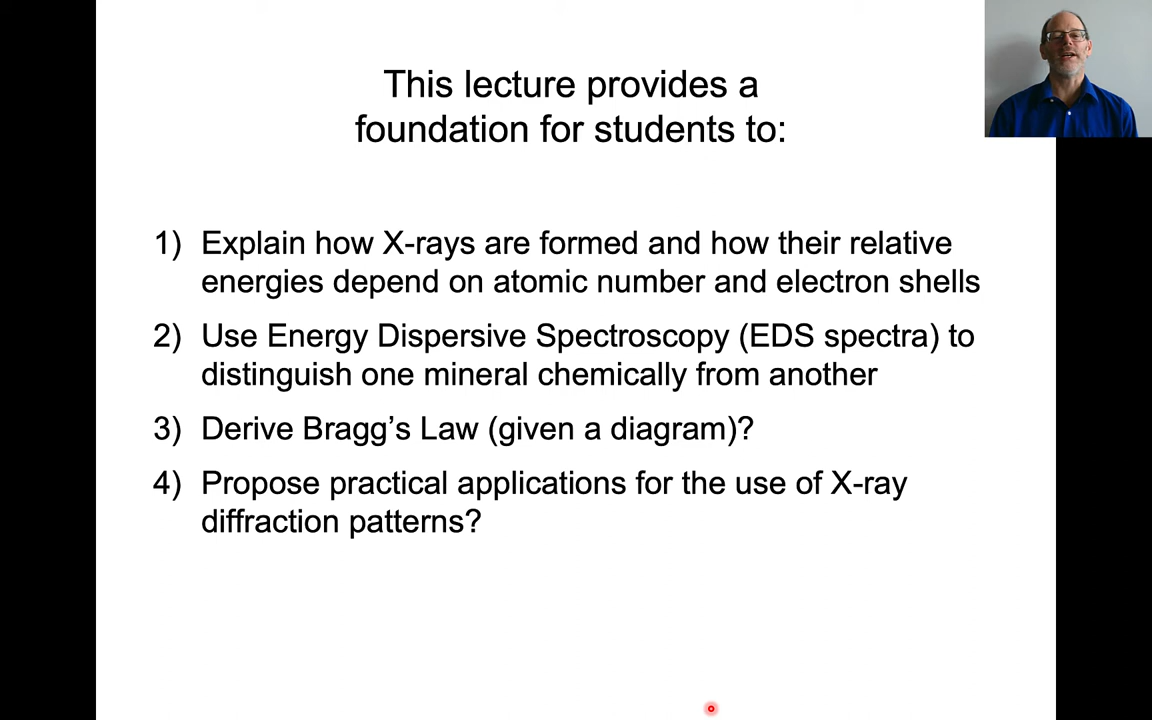 This lecture provides a
foundation for students to:
1) Explain how X-rays are formed and how their relative
energies depend on atomic number and electron shells
2) Use Energy Dispersive Spectroscopy (EDS spectra) to
distinguish one mineral chemically from another
3) Derive Bragg’s Law (given a diagram)?
4) Propose practical applications for the use of X-ray
diffraction patterns?